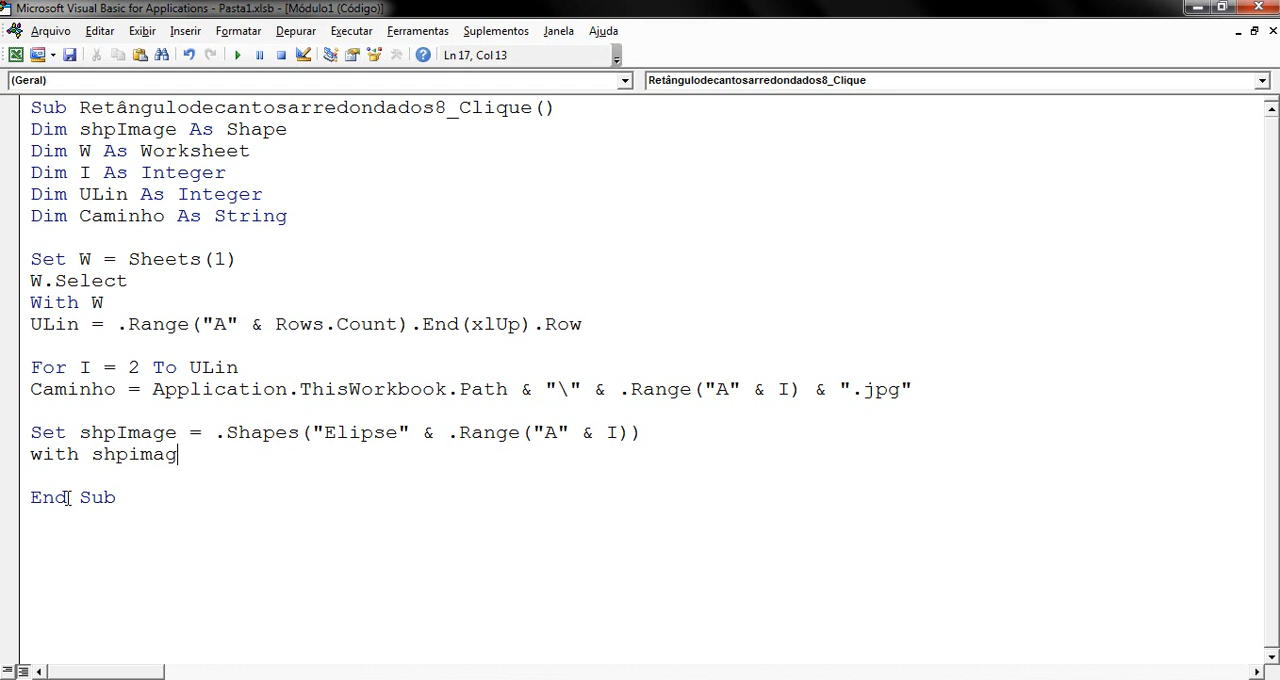 Microsoft Visual Basic for Applications - Pasta1.xlsb - [Módulo1 (Código)]
Arquivo Editar Exibir Inserir Formatar Depurar Executar Ferramentas Suplementos Janela Ajuda
Ln 17, Col 13
(Geral) Retângulodecantosarredondados8_Clique
Sub Retângulodecantosarredondados8_Clique()
Dim shpImage As Shape
Dim W As Worksheet
Dim I As Integer
Dim ULin As Integer
Dim Caminho As String
Set W = Sheets(1)
W.Select
With W
ULin = .Range("A" & Rows.Count).End(xlUp).Row
For I = 2 To ULin
Caminho = Application.ThisWorkbook.Path & "\" & .Range("A" & I) & ".jpg"
Set shpImage = .Shapes("Elipse" & .Range("A" & I))
with shpimag
End Sub